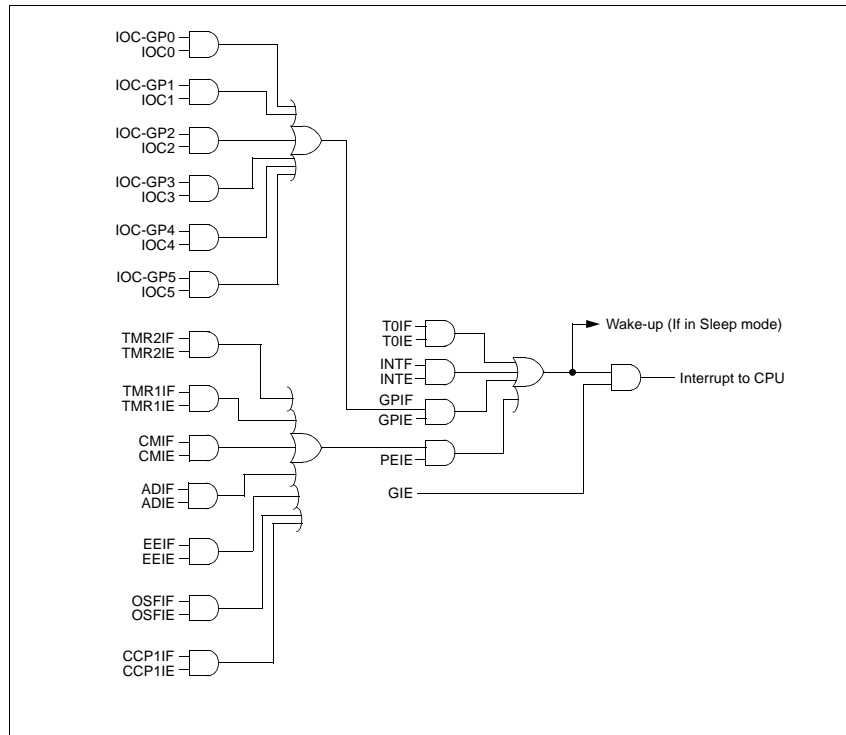 IOC-GP0
IOC0
IOC-GP1
IOC1
IOC-GP2
IOC2
IOC-GP3
IOC3
IOC-GP4
IOC4
IOC-GP5
IOC5
TMR2IF
TMR2IE
TMR1IF
TMR1IE
CMIF
CMIE
ADIF
ADIE
EEIF
EEIE
OSFIF
OSFIE
CCP1IF
CCP1IE
T0IF
T0IE
INTF
INTE
GPIF
GPIE
PEIE
GIE
Wake-up (If in Sleep mode)
Interrupt to CPU